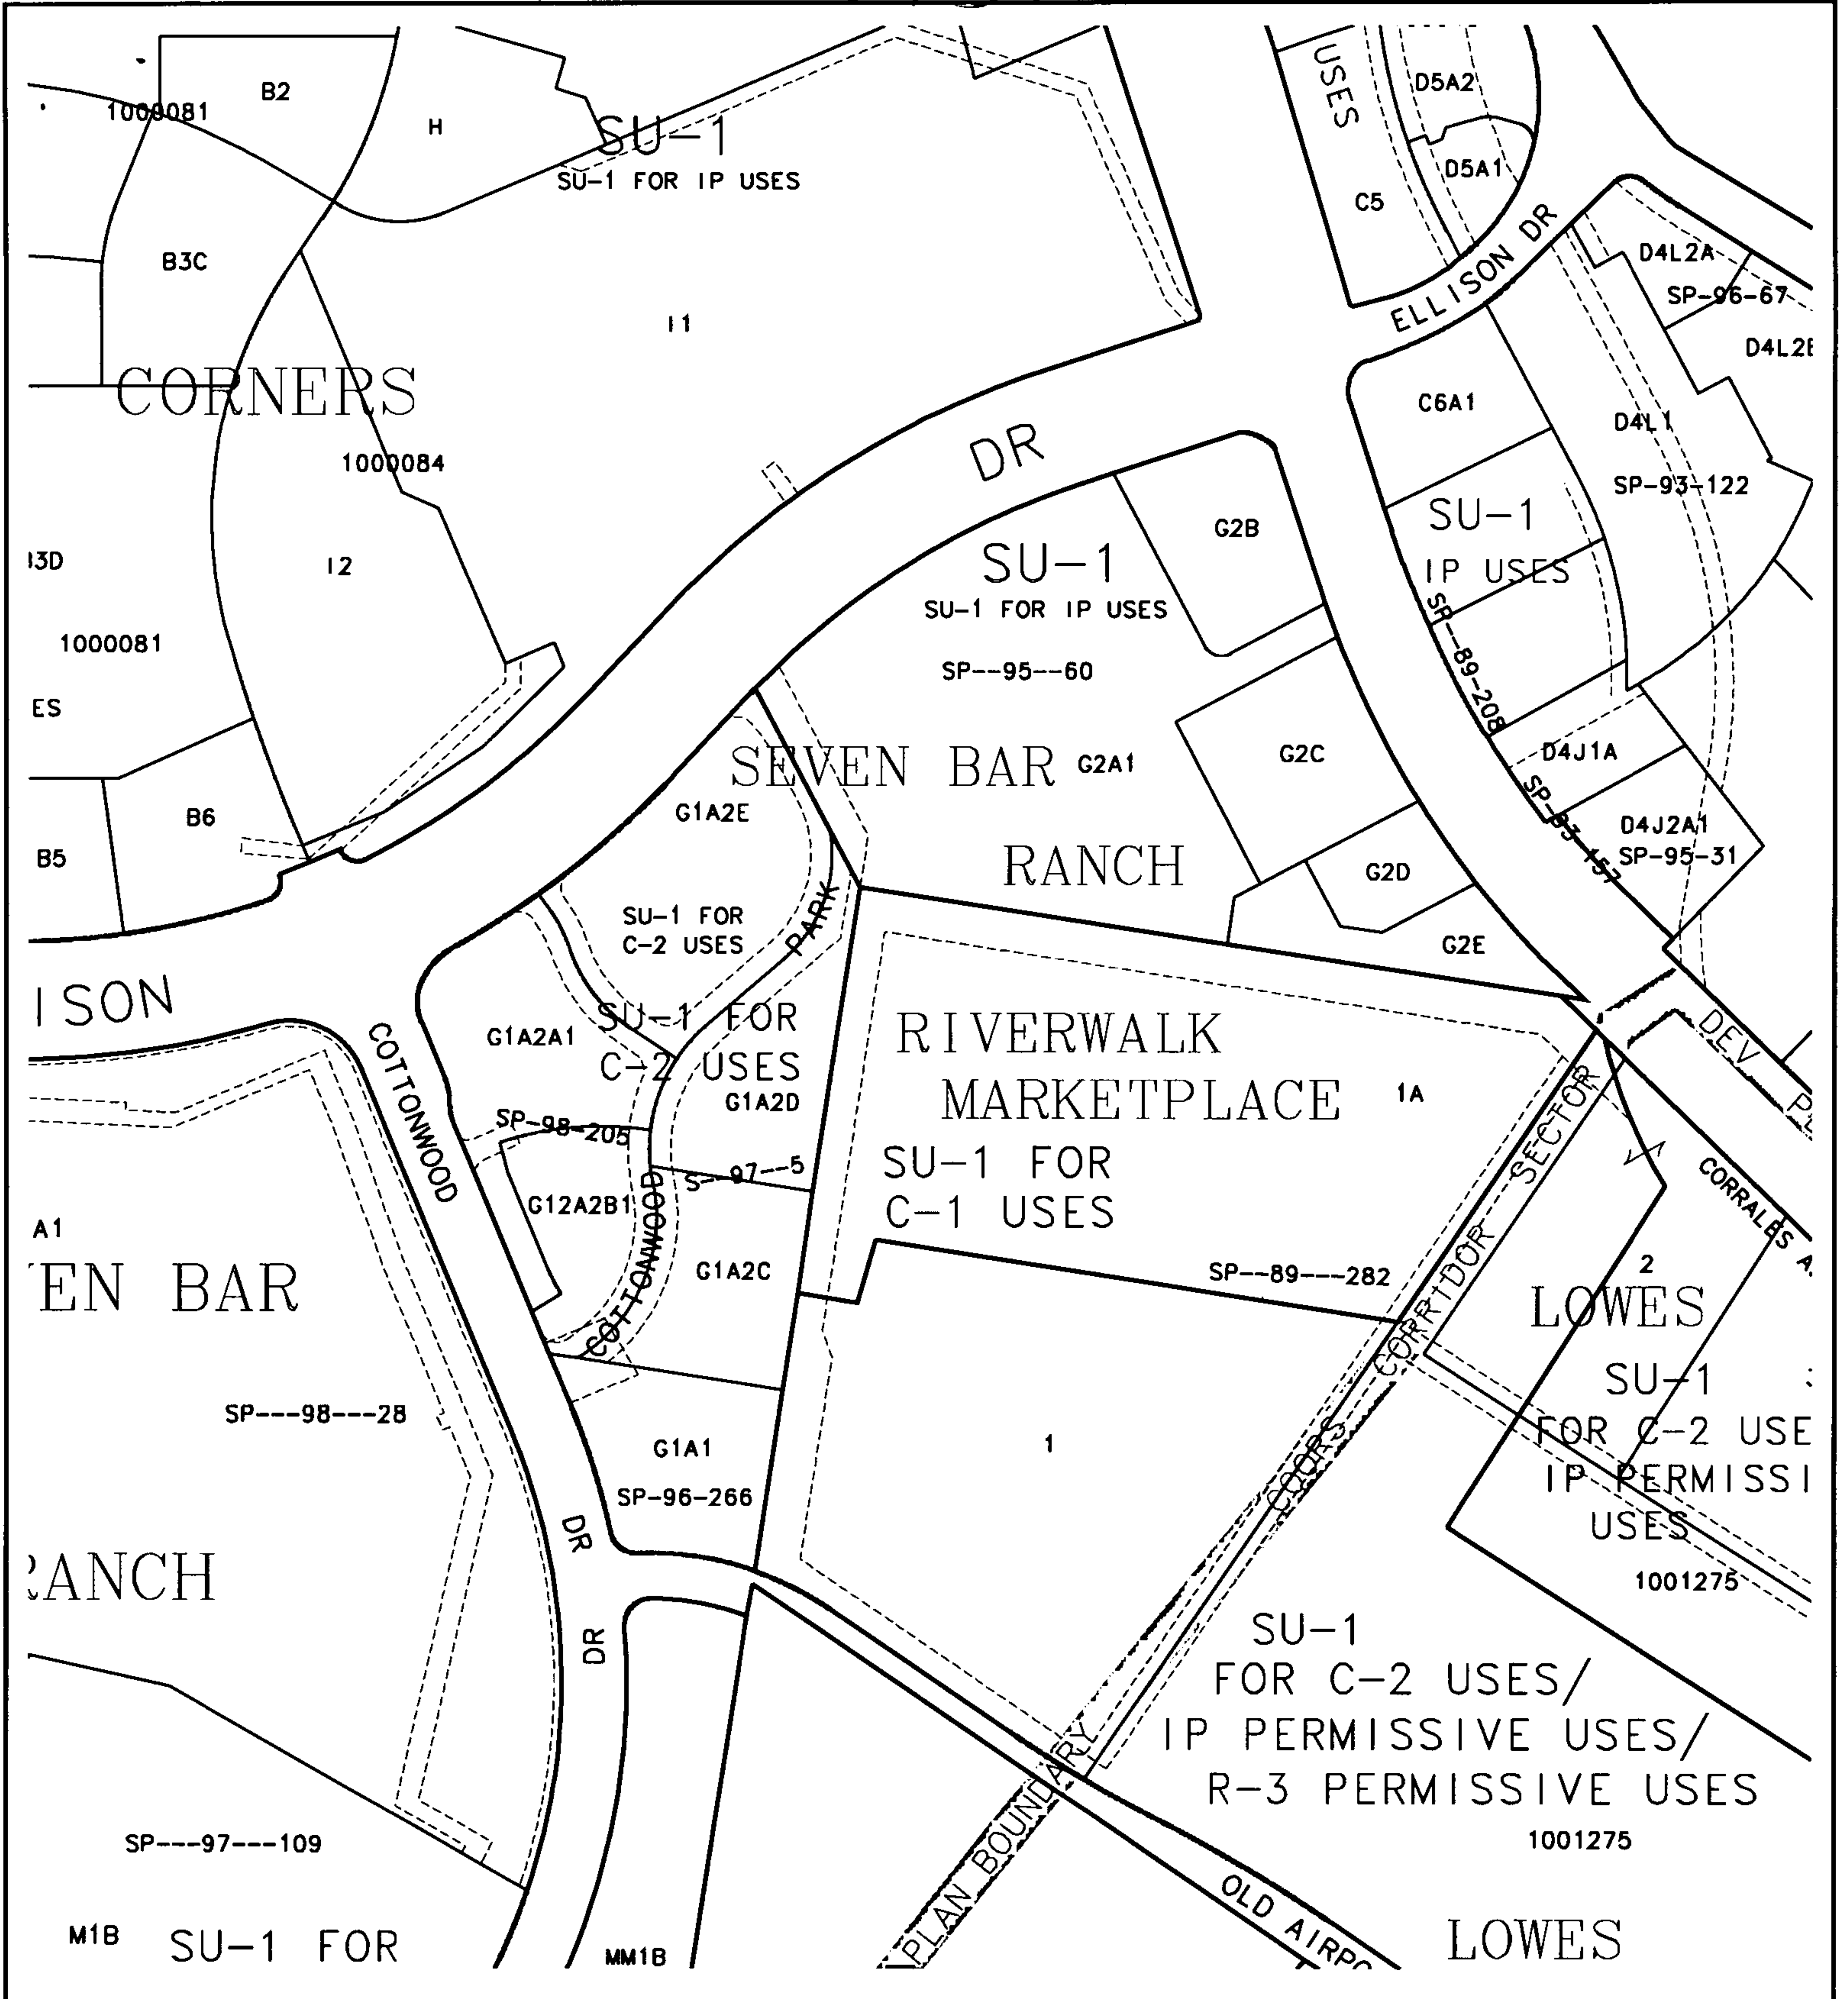 B2
1000081
H
SU-1
SU-1 FOR IP USES
USES
D5A2
D5A1
C5
B3C
ELLISON DR
D4L2A
SP-96-67
I1
CORNERS
C6A1
D4L1
1000084
DR
SP-93-122
G2B
SU-1
IP USES
SU-1
SU-1 FOR IP USES
I2
1000081
SP--95--60
SP--89-208
ES
SEVEN BAR
RANCH
G2A1
G2C
D4J1A
G1A2E
B6
B5
D4J2A1
SP-95-31
G2D
SU-1 FOR
C-2 USES
PARK
G2E
ISON
COTTONWOOD
G1A2A1
SU-1 FOR
C-2 USES
G1A2D
RIVERWALK
MARKETPLACE
1A
SU-1 FOR
C-1 USES
DEV
SP-98-205
S---97--5
G12A2B1
COTTONWOOD
G1A2C
SP--89---282
SECTOR
CORRIDOR
COORS
CORRALES
A1
EN BAR
2
LOWES
SU-1
FOR C-2 USE
IP PERMISSI
USES
SP---98---28
G1A1
1
SP-96-266
DR
ANCH
1001275
DR
SU-1
FOR C-2 USES/
IP PERMISSIVE USES/
R-3 PERMISSIVE USES
PLAN BOUNDARY
SP---97---109
1001275
OLD AIRPO
M1B
SU-1 FOR
MM1B
LOWES